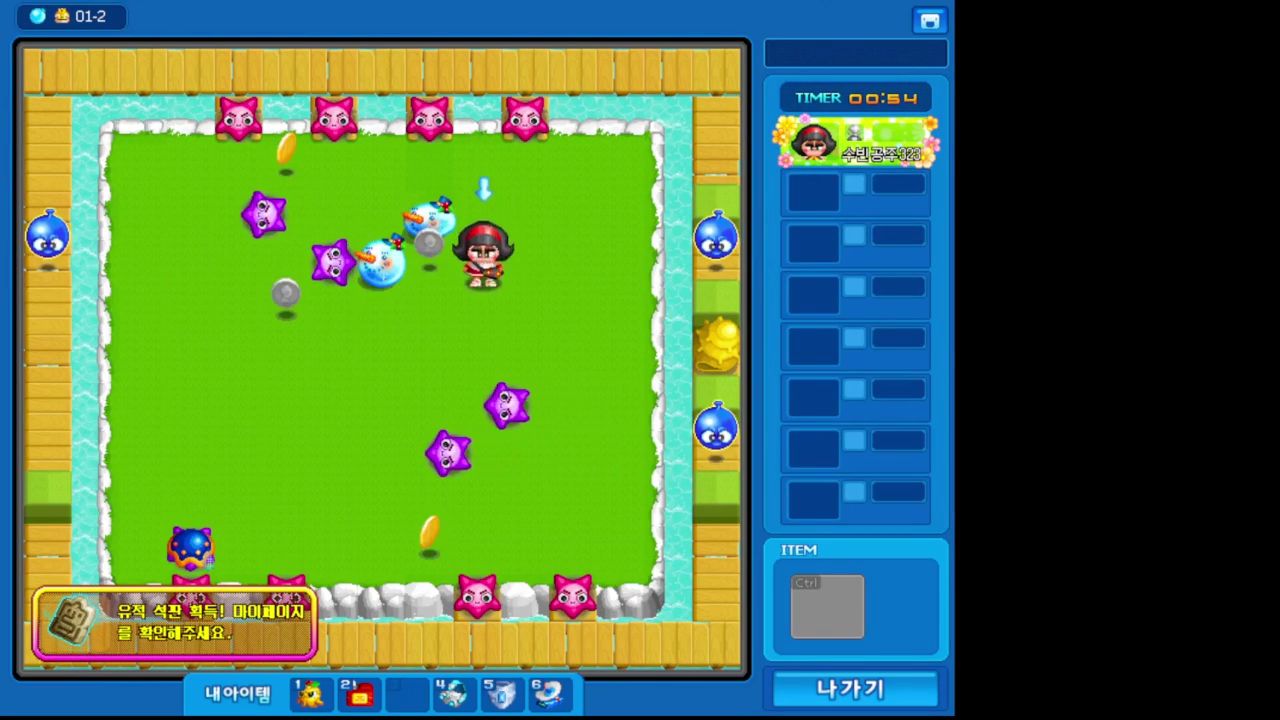 01-2
TIMER 00:54
수빈공주323
유적 석판 획득! 마이페이지
를 확인해주세요.
ITEM
Ctrl
내아이템
1
2
4
5
6
나가기